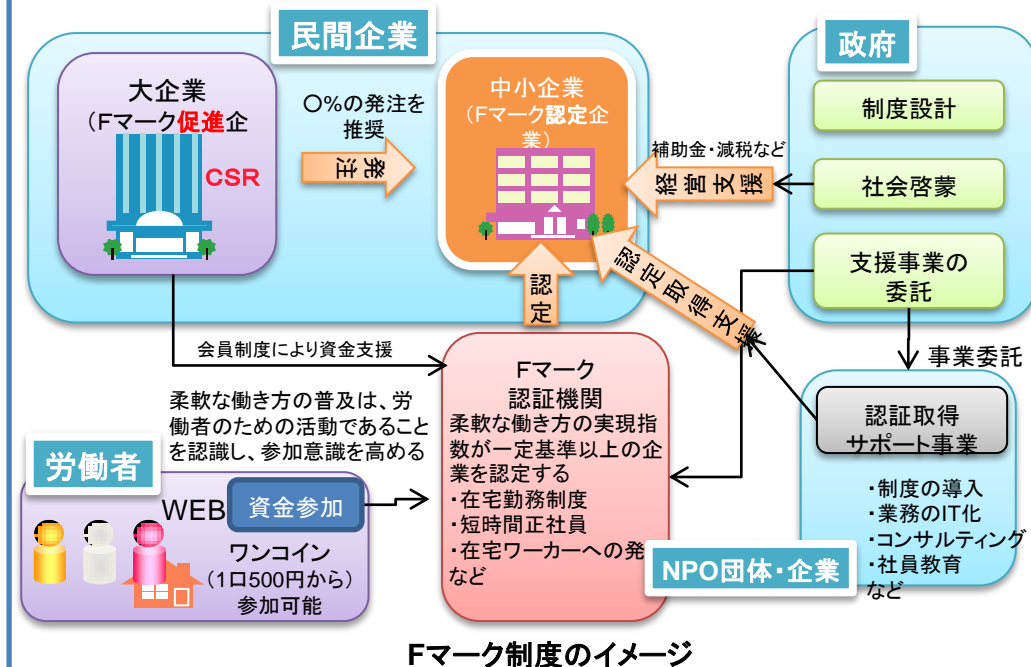 民間企業
大企業
（Fマーク促進企
CSR
〇%の発注を
推奨
発注
中小企業
（Fマーク認定企
業）
補助金・減税など
経営支援
政府
制度設計
社会啓蒙
支援事業の
委託
認定取得支援
認定
会員制度により資金支援
事業委託
柔軟な働き方の普及は、労
働者のための活動であること
を認識し、参加意識を高める
労働者
WEB
資金参加
ワンコイン
（1口500円から）
参加可能
Fマーク
認証機関
柔軟な働き方の実現指
数が一定基準以上の企
業を認定する
・在宅勤務制度
・短時間正社員
・在宅ワーカーへの発
など
認証取得
サポート事業
・制度の導入
・業務のIT化
・コンサルティング
・社員教育
など
NPO団体・企業
Fマーク制度のイメージ